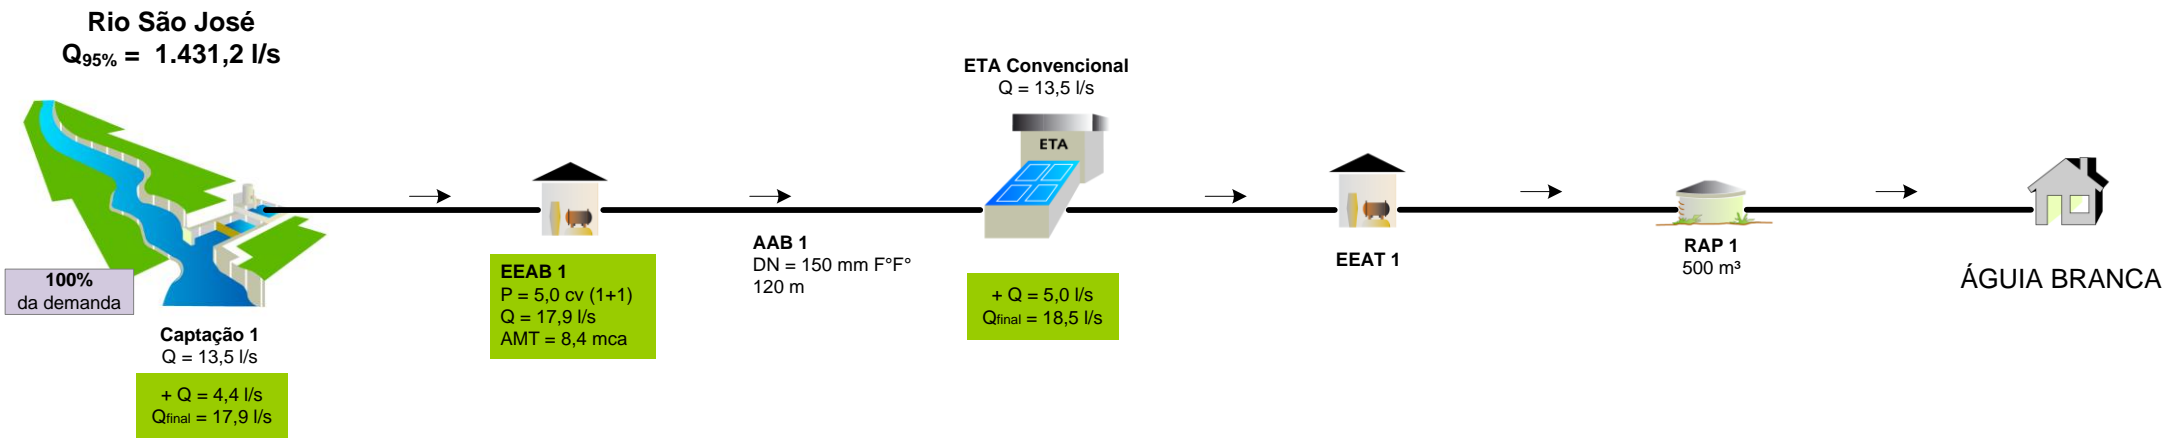 Rio São José
Q95% = 1.431,2 l/s
100%
da demanda
Captação 1
Q = 13,5 l/s
+ Q = 4,4 l/s
Qfinal = 17,9 l/s
EEAB 1
P = 5,0 cv (1+1)
Q = 17,9 l/s
AMT = 8,4 mca
AAB 1
DN = 150 mm F°F°
120 m
ETA Convencional
Q = 13,5 l/s
ETA
+ Q = 5,0 l/s
Qfinal = 18,5 l/s
EEAT 1
RAP 1
500 m³
ÁGUIA BRANCA